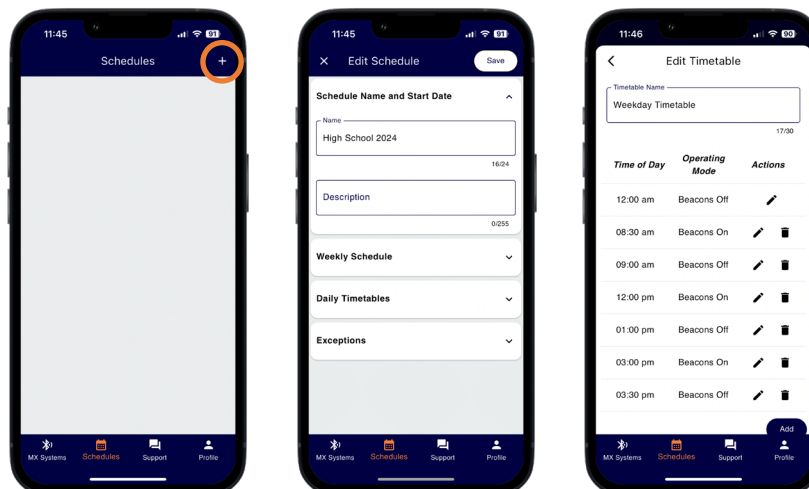 11:45
91
Schedules
+
MX Systems
Schedules
Support
Profile
11:45
91
× Edit Schedule Save
Schedule Name and Start Date
Name
High School 2024
16/24
Description
0/255
Weekly Schedule
Daily Timetables
Exceptions
MX Systems
Schedules
Support
Profile
11:46
90
Edit Timetable
Timetable Name
Weekday Timetable
17/30
Time of Day Operating Mode Actions
12:00 am Beacons Off
08:30 am Beacons On
09:00 am Beacons Off
12:00 pm Beacons On
01:00 pm Beacons Off
03:00 pm Beacons On
03:30 pm Beacons Off
Add
MX Systems
Schedules
Support
Profile